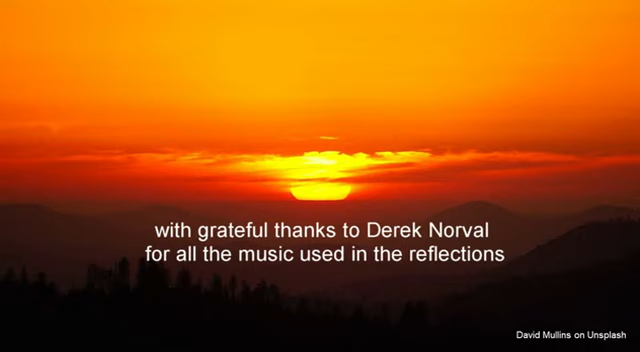 with grateful thanks to Derek Norval
for all the music used in the reflections
David Mullins on Unsplash